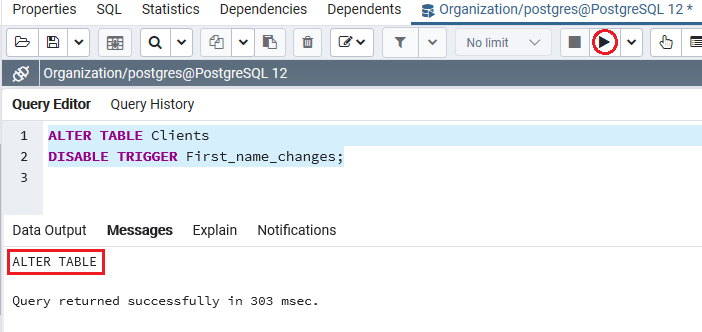 Properties SQL Statistics Dependencies Dependents Organization/postgres@PostgreSQL 12 *
No limit
Organization/postgres@PostgreSQL 12
Query Editor Query History
1 ALTER TABLE Clients
2 DISABLE TRIGGER First_name_changes;
3
Data Output Messages Explain Notifications
ALTER TABLE
Query returned successfully in 303 msec.